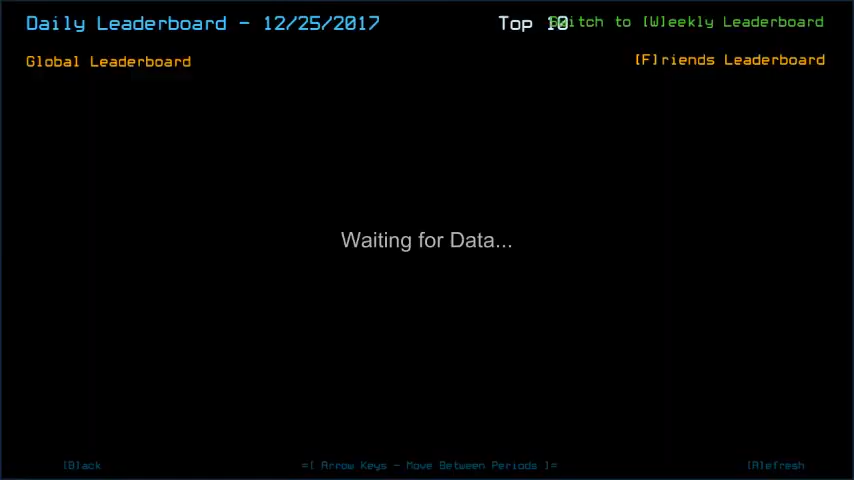 Daily Leaderboard - 12/25/2017
Top 10
Switch to [W]eekly Leaderboard
Global Leaderboard
[F]riends Leaderboard
Waiting for Data...
[B]ack
=[ Arrow Keys - Move Between Periods ]=
[R]efresh